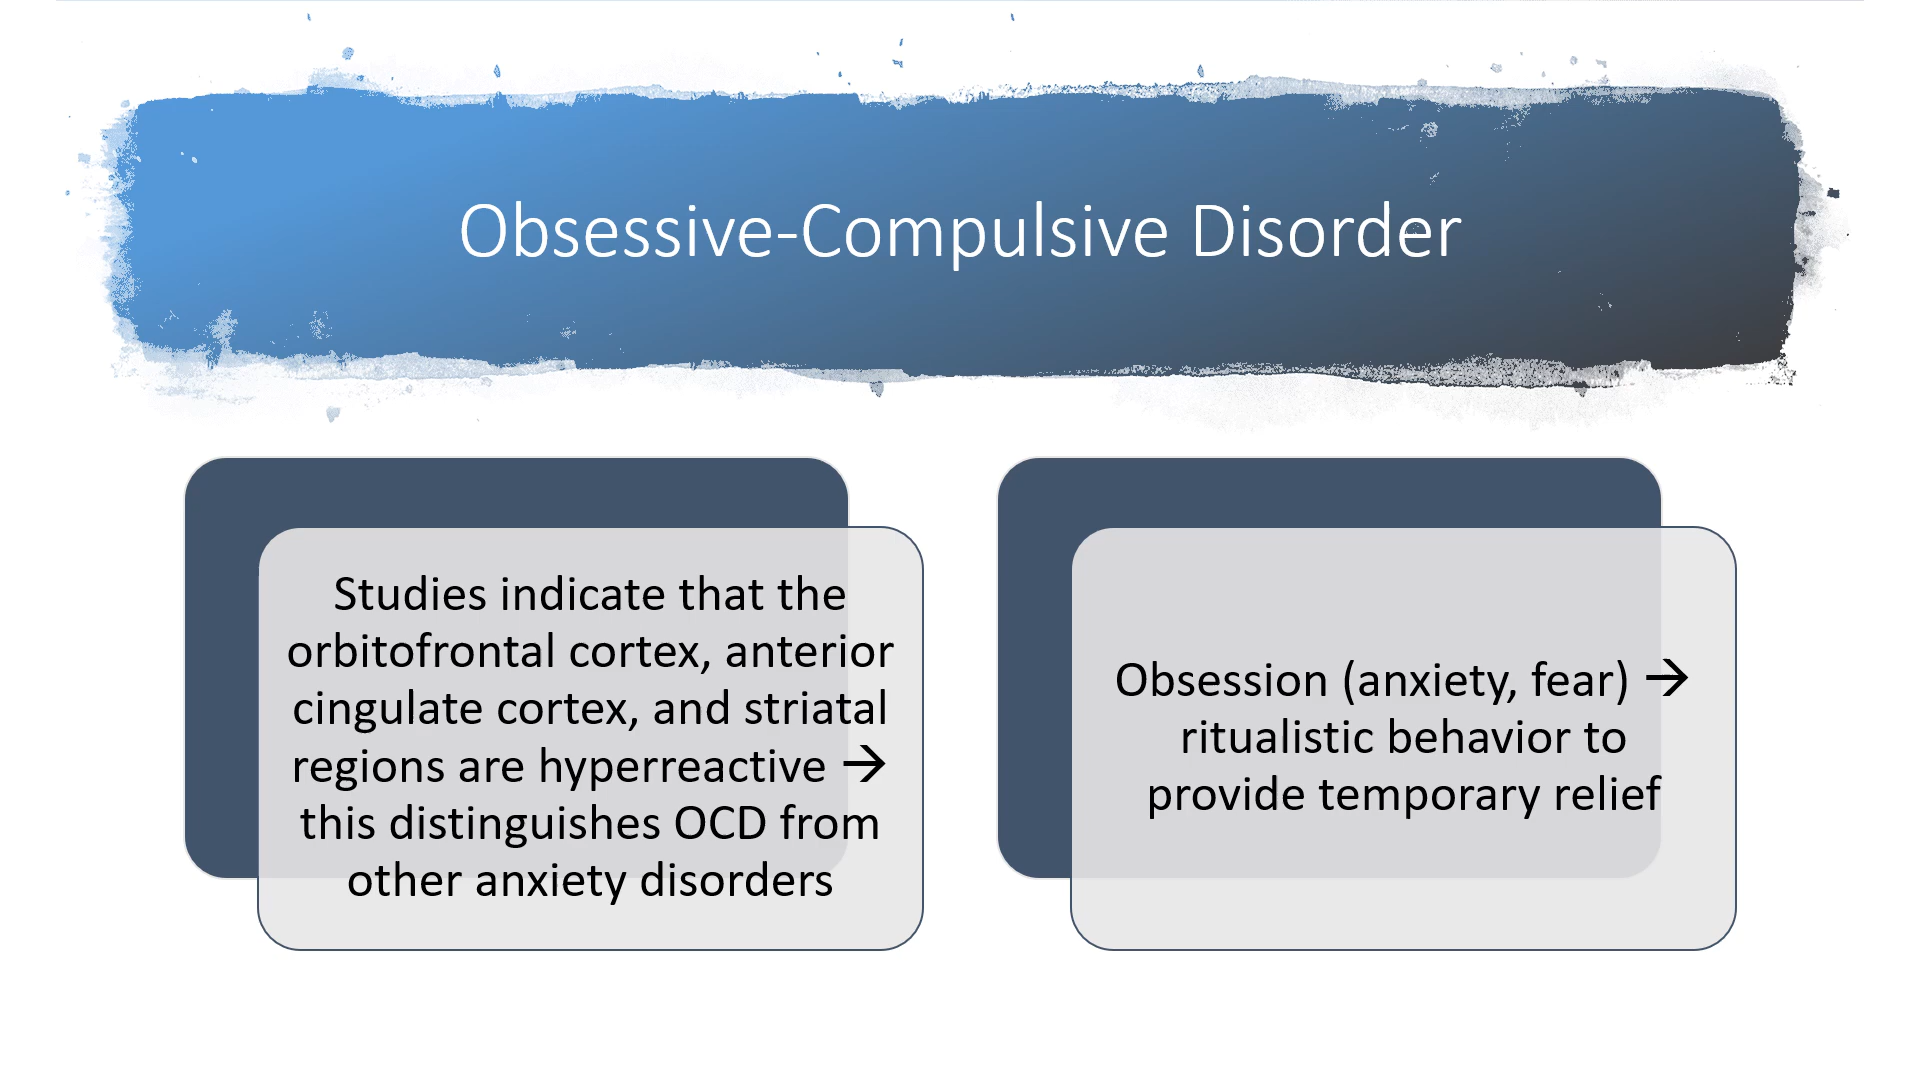 Obsessive-Compulsive Disorder
Studies indicate that the
orbitofrontal cortex, anterior
cingulate cortex, and striatal
regions are hyperreactive →
this distinguishes OCD from
other anxiety disorders
Obsession (anxiety, fear) →
ritualistic behavior to
provide temporary relief